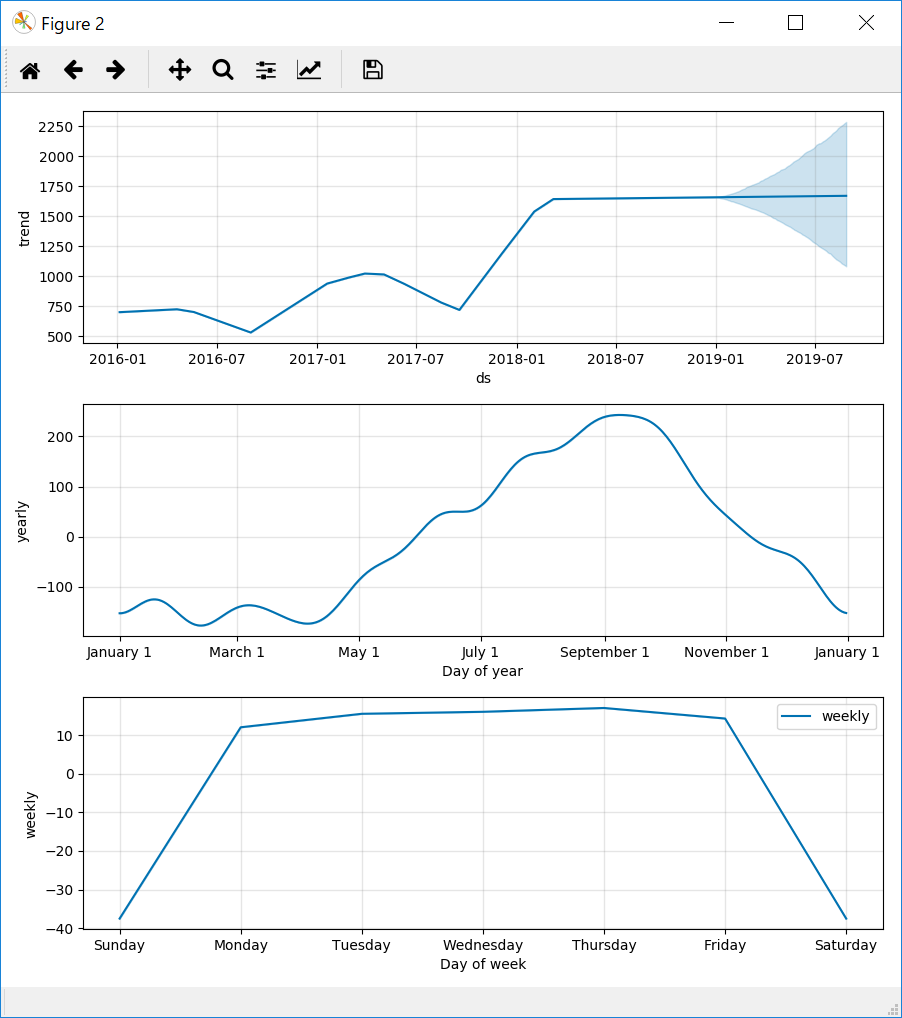 Figure 2
2250
2000
1750
1500
1250
1000
750
500
trend
2016-01 2016-07 2017-01 2017-07 2018-01 2018-07 2019-01 2019-07
ds
200
100
0
−100
yearly
January 1 March 1 May 1 July 1 September 1 November 1 January 1
Day of year
weekly
10
0
−10
−20
−30
−40
weekly
Sunday Monday Tuesday Wednesday Thursday Friday Saturday
Day of week